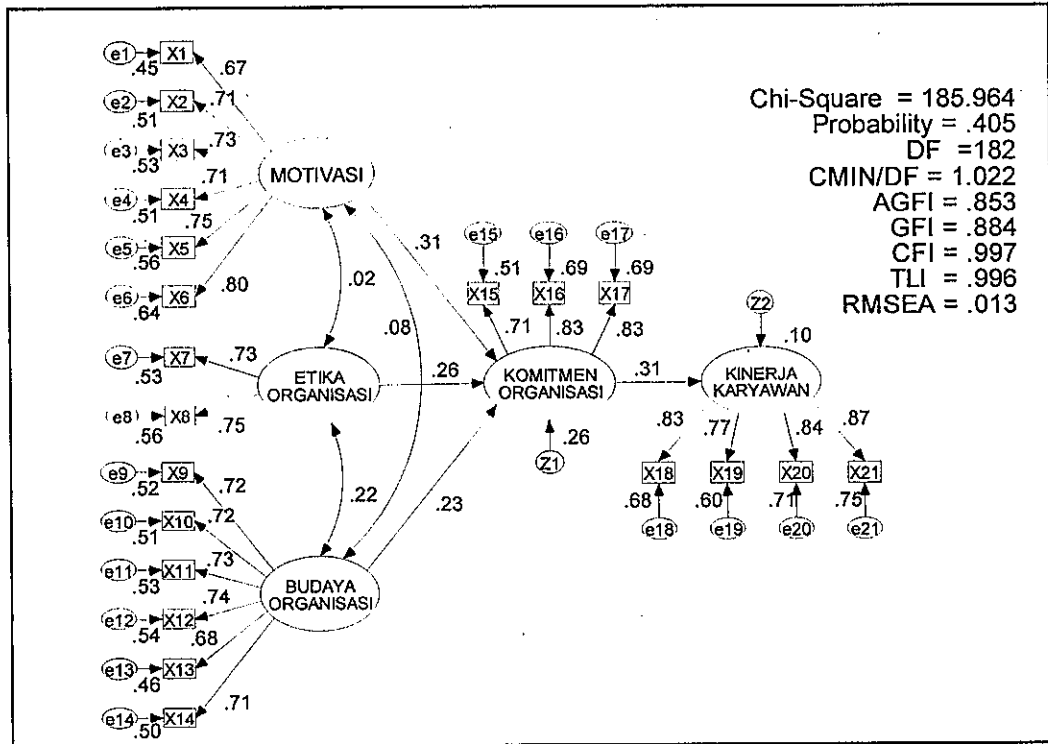 e1 X1
.45 .67
e2 X2 .71
.51
e3 X3 .73
.53
MOTIVASI
e4 X4 .71
.51
e5 X5 .75
.56
e6 X6 .80
.64
e7 X7 .73
.53
ETIKA
ORGANISASI
e8 X8 .75
.56
e9 X9
.52 .72
e10 X10 .72
.51
e11 X11 .73
.53
BUDAYA
ORGANISASI
e12 X12 .74
.54
e13 X13 .68
.46
e14 X14 .71
.50
.02
.08
.22
.31
.26
.23
e15 e16 e17
.51 .69 .69
X15 X16 X17
.71 .83 .83
KOMITMEN
ORGANISASI
.26
Z1
.31
Z2
.10
KINERJA
KARYAWAN
.83 .77 .84 .87
X18 X19 X20 X21
.68 .60 .71 .75
e18 e19 e20 e21
Chi-Square = 185.964
Probability = .405
DF =182
CMIN/DF = 1.022
AGFI = .853
GFI = .884
CFI = .997
TLI = .996
RMSEA = .013